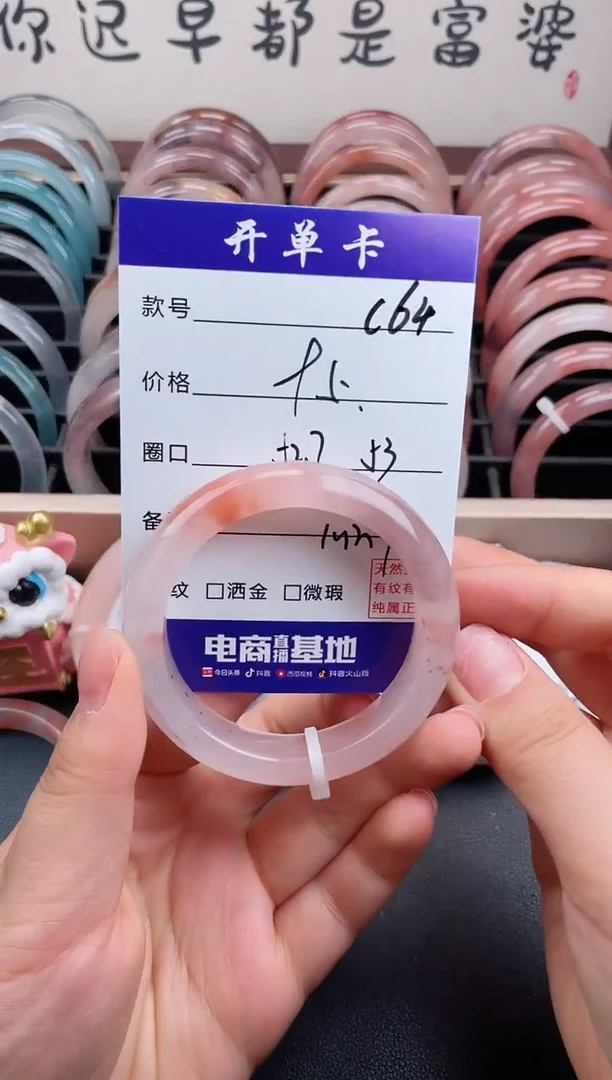 你迟早都是富婆
开单卡
款号 C64
价格
圈口
备
纹 □洒金 □微瑕
天然
有纹有
纯属正
电商直播基地
今日头条 抖音 西瓜视频 抖音火山版